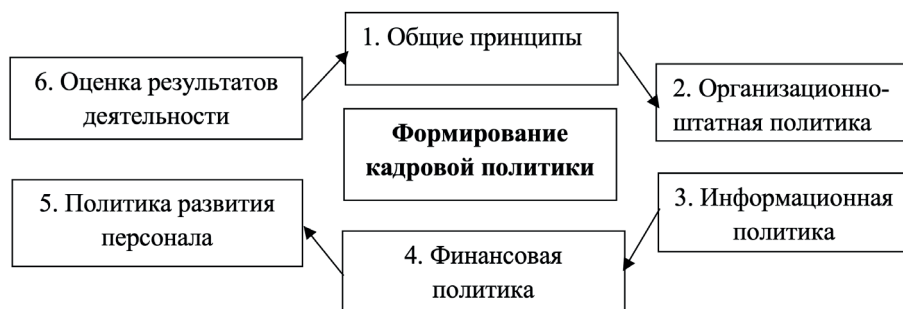 1. Общие принципы
2. Организационно-
штатная политика
3. Информационная
политика
4. Финансовая
политика
5. Политика развития
персонала
6. Оценка результатов
деятельности
Формирование
кадровой политики